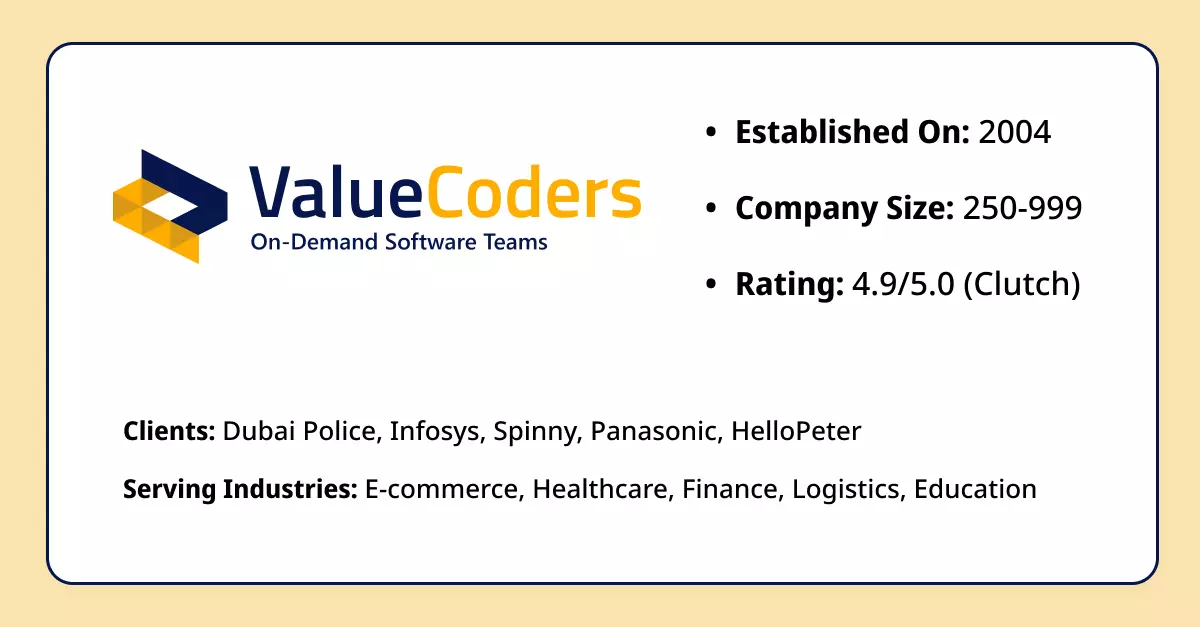 ValueCoders
On-Demand Software Teams
• Established On: 2004
• Company Size: 250-999
• Rating: 4.9/5.0 (Clutch)
Clients: Dubai Police, Infosys, Spinny, Panasonic, HelloPeter
Serving Industries: E-commerce, Healthcare, Finance, Logistics, Education